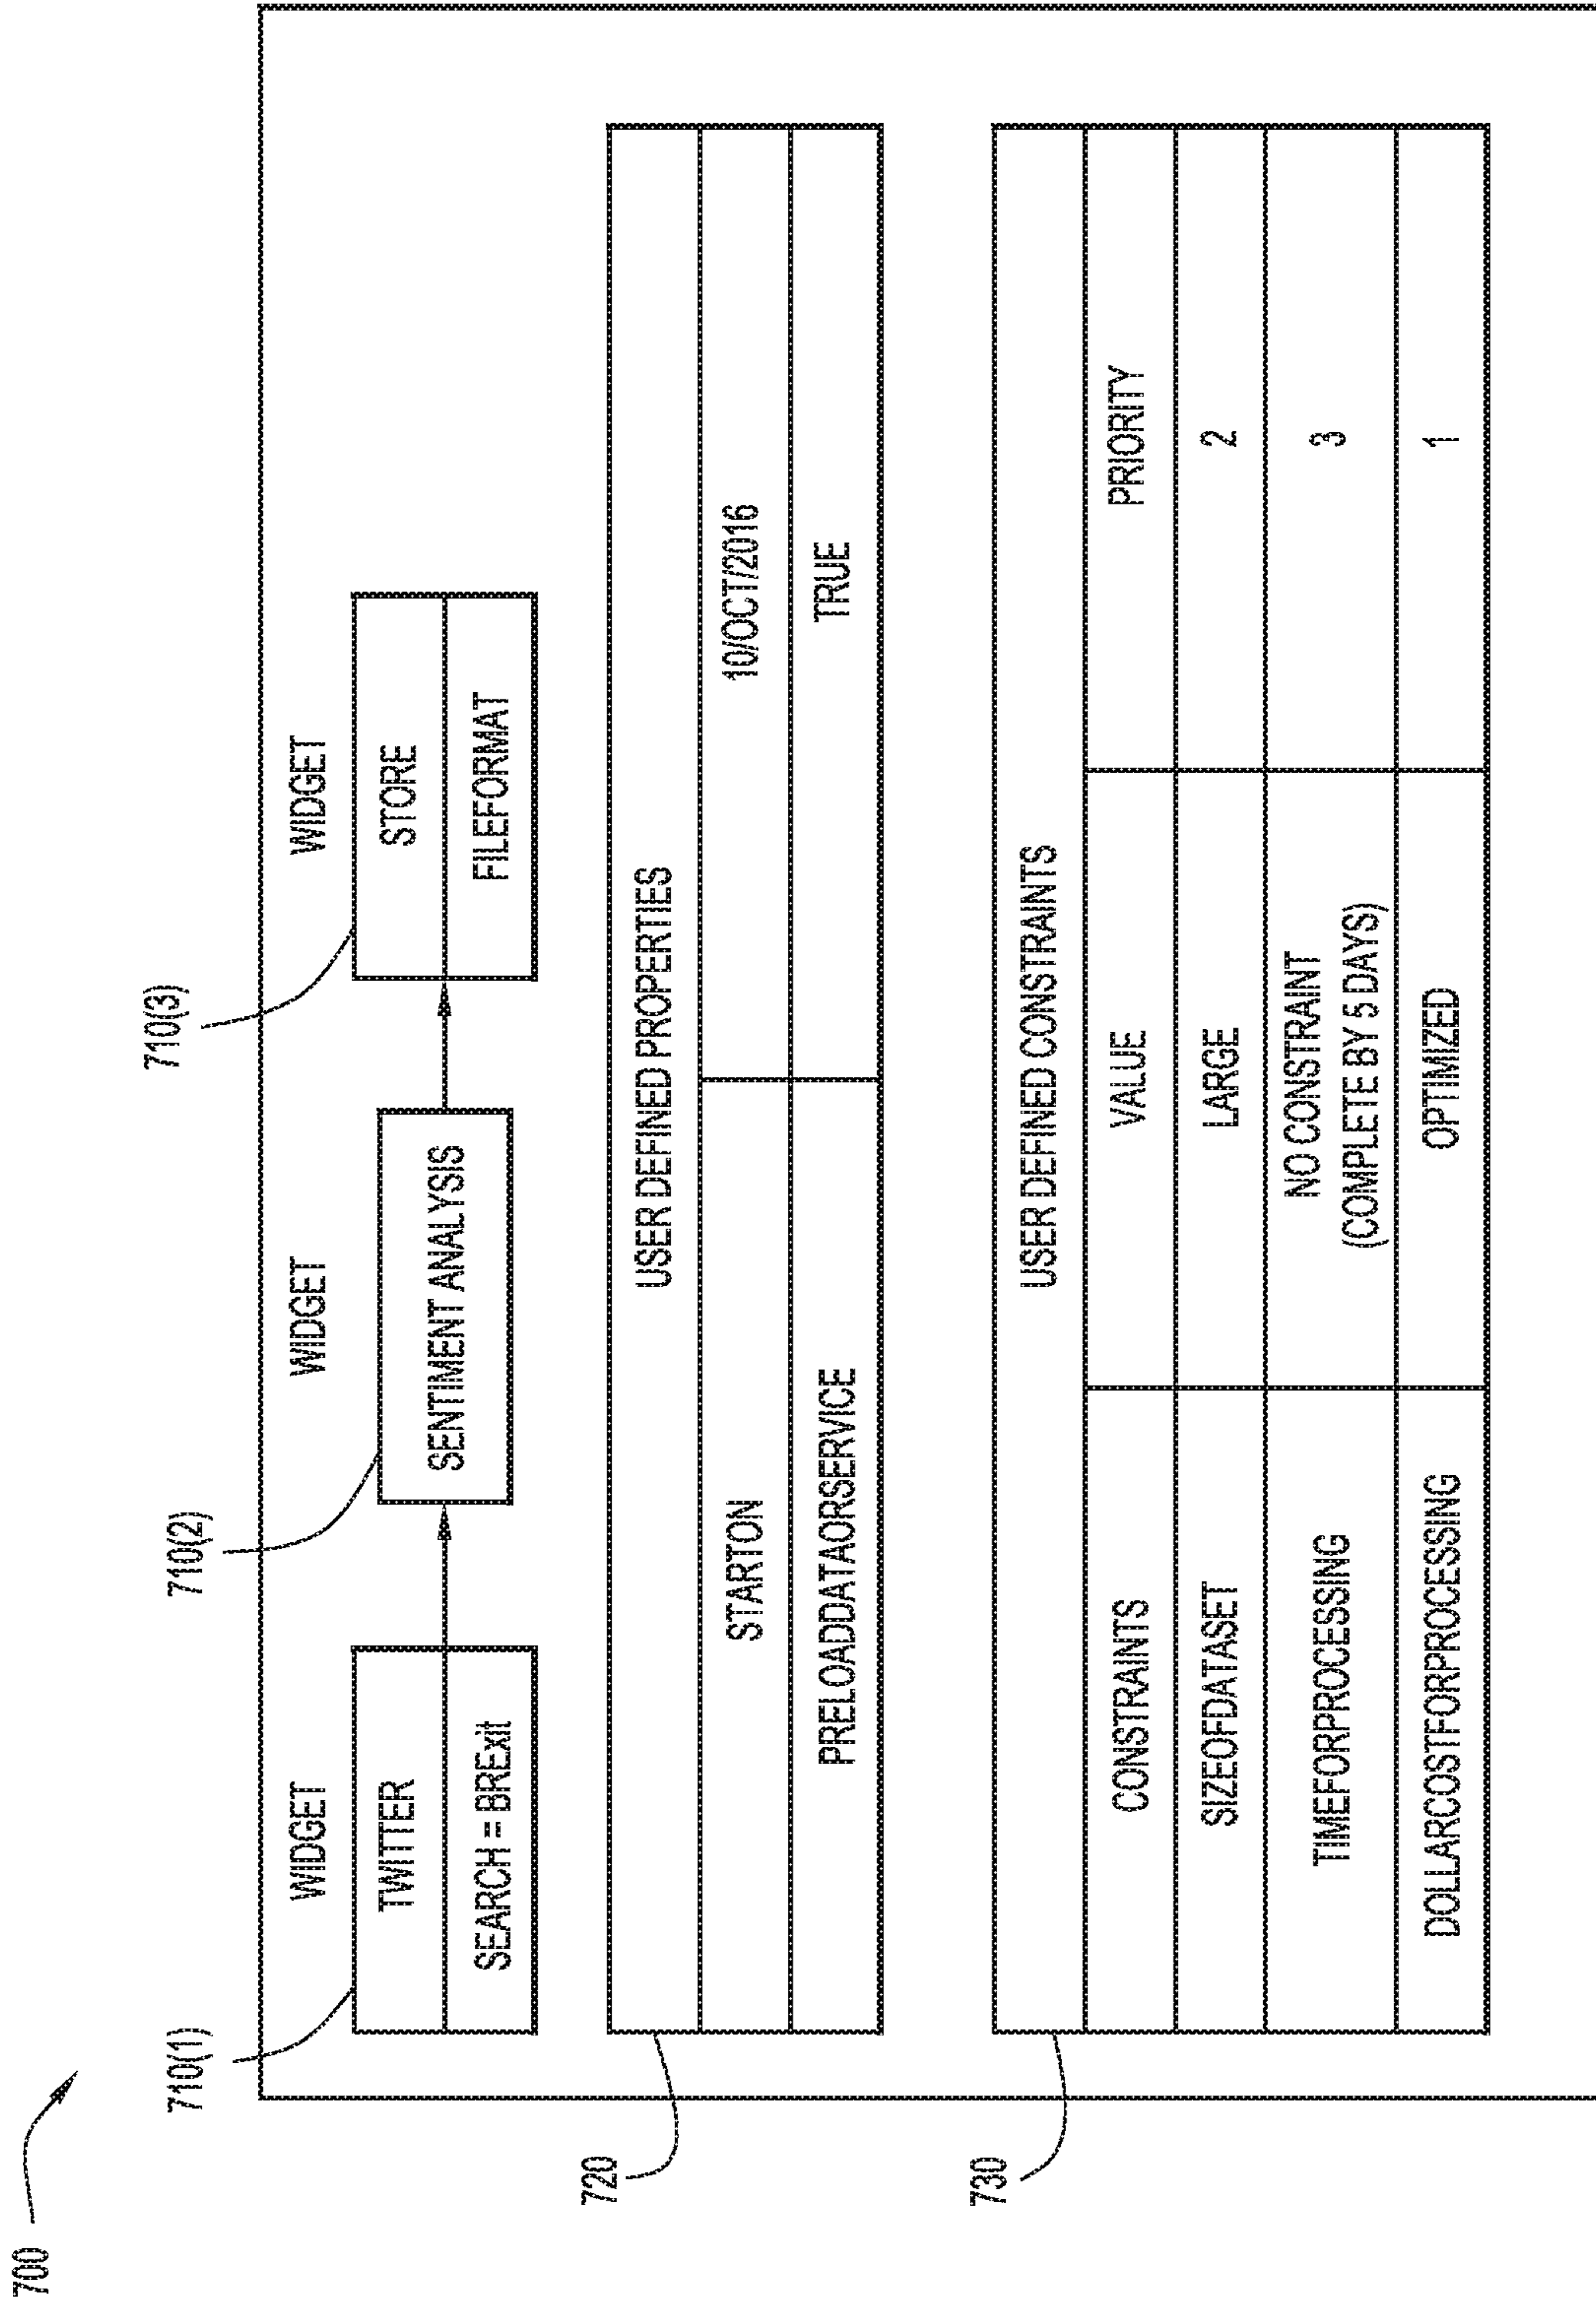 700
710(1)
710(2)
710(3)
WIDGET
WIDGET
WIDGET
TWITTER
SEARCH = BRExit
SENTIMENT ANALYSIS
STORE
FILEFORMAT
720
USER DEFINED PROPERTIES
STARTON
10/OCT/2016
PRELOADDATAORSERVICE
TRUE
730
USER DEFINED CONSTRAINTS
CONSTRAINTS
VALUE
PRIORITY
SIZEOFDATASET
LARGE
2
TIMEFORPROCESSING
NO CONSTRAINT
(COMPLETE BY 5 DAYS)
3
DOLLARCOSTFORPROCESSING
OPTIMIZED
1